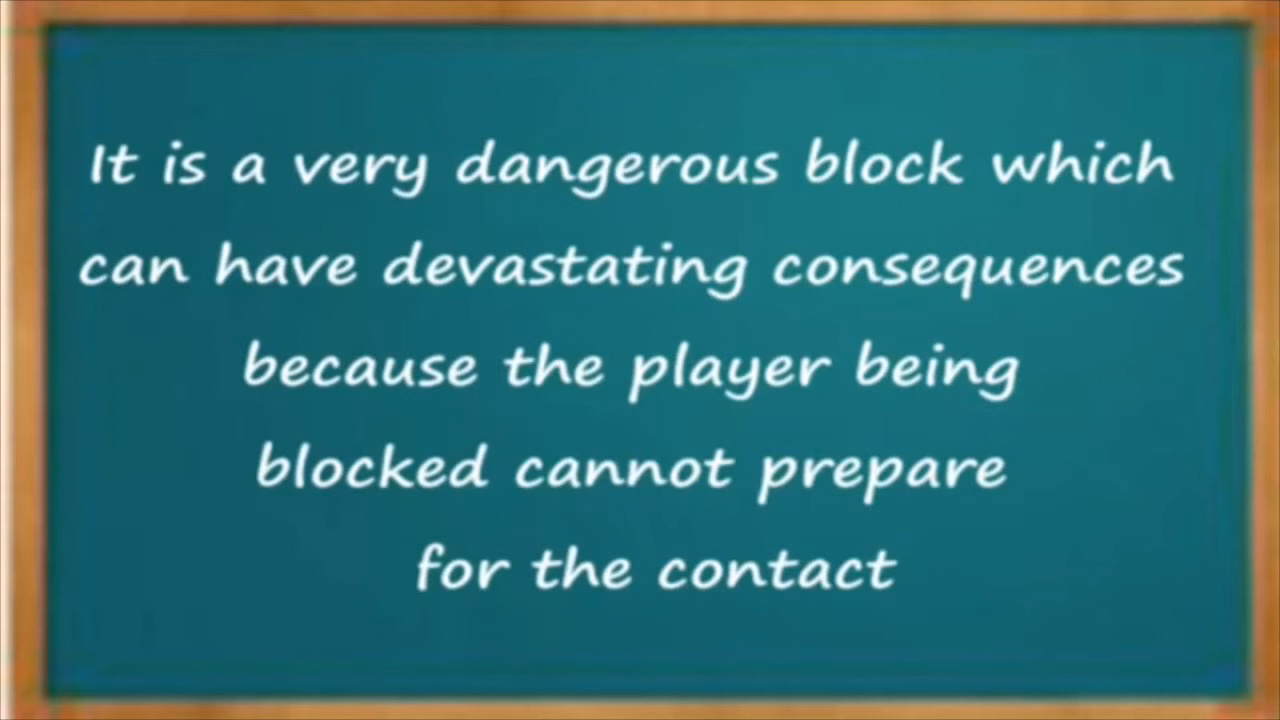 It is a very dangerous block which
can have devastating consequences
because the player being
blocked cannot prepare
for the contact